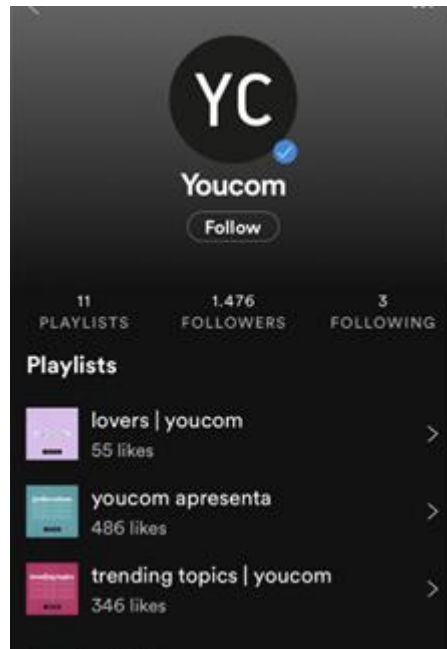 YC
Youcom
Follow
11 1.476 3
PLAYLISTS FOLLOWERS FOLLOWING
Playlists
lovers | youcom
55 likes
youcom apresenta
486 likes
trending topics | youcom
346 likes